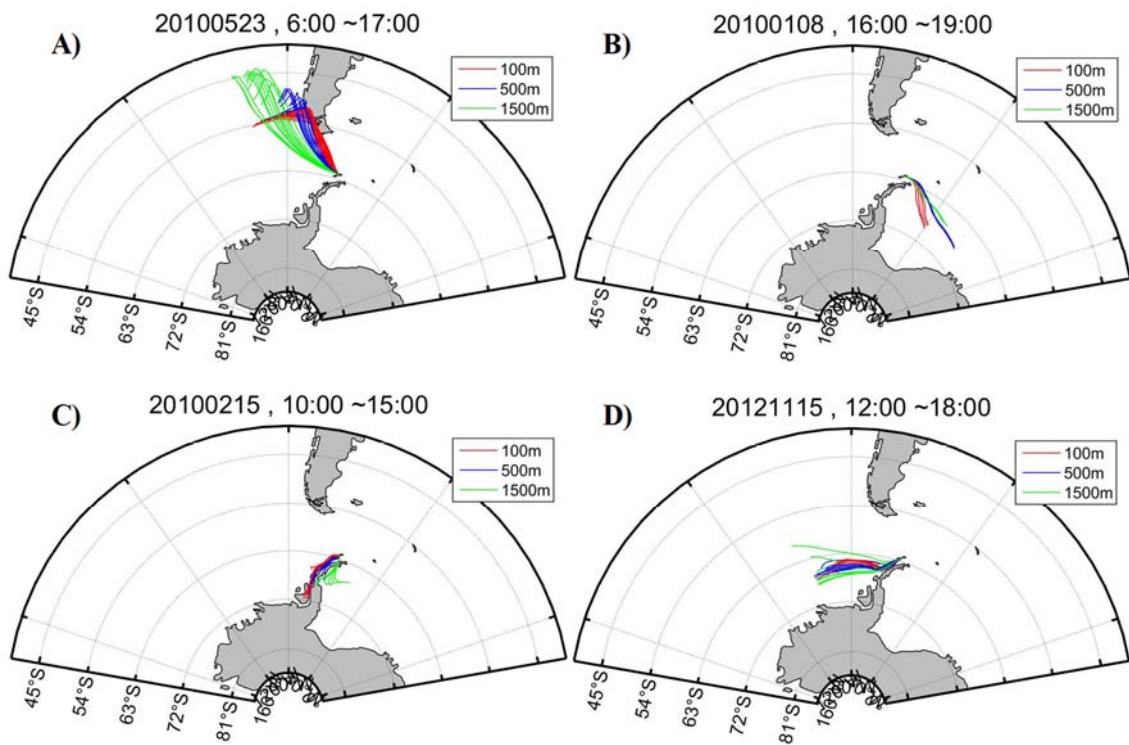 A) 20100523 , 6:00 ~17:00
100m
500m
1500m
45°S
54°S
63°S
72°S
81°S
B) 20100108 , 16:00 ~19:00
100m
500m
1500m
45°S
54°S
63°S
72°S
81°S
C) 20100215 , 10:00 ~15:00
100m
500m
1500m
45°S
54°S
63°S
72°S
81°S
D) 20121115 , 12:00 ~18:00
100m
500m
1500m
45°S
54°S
63°S
72°S
81°S